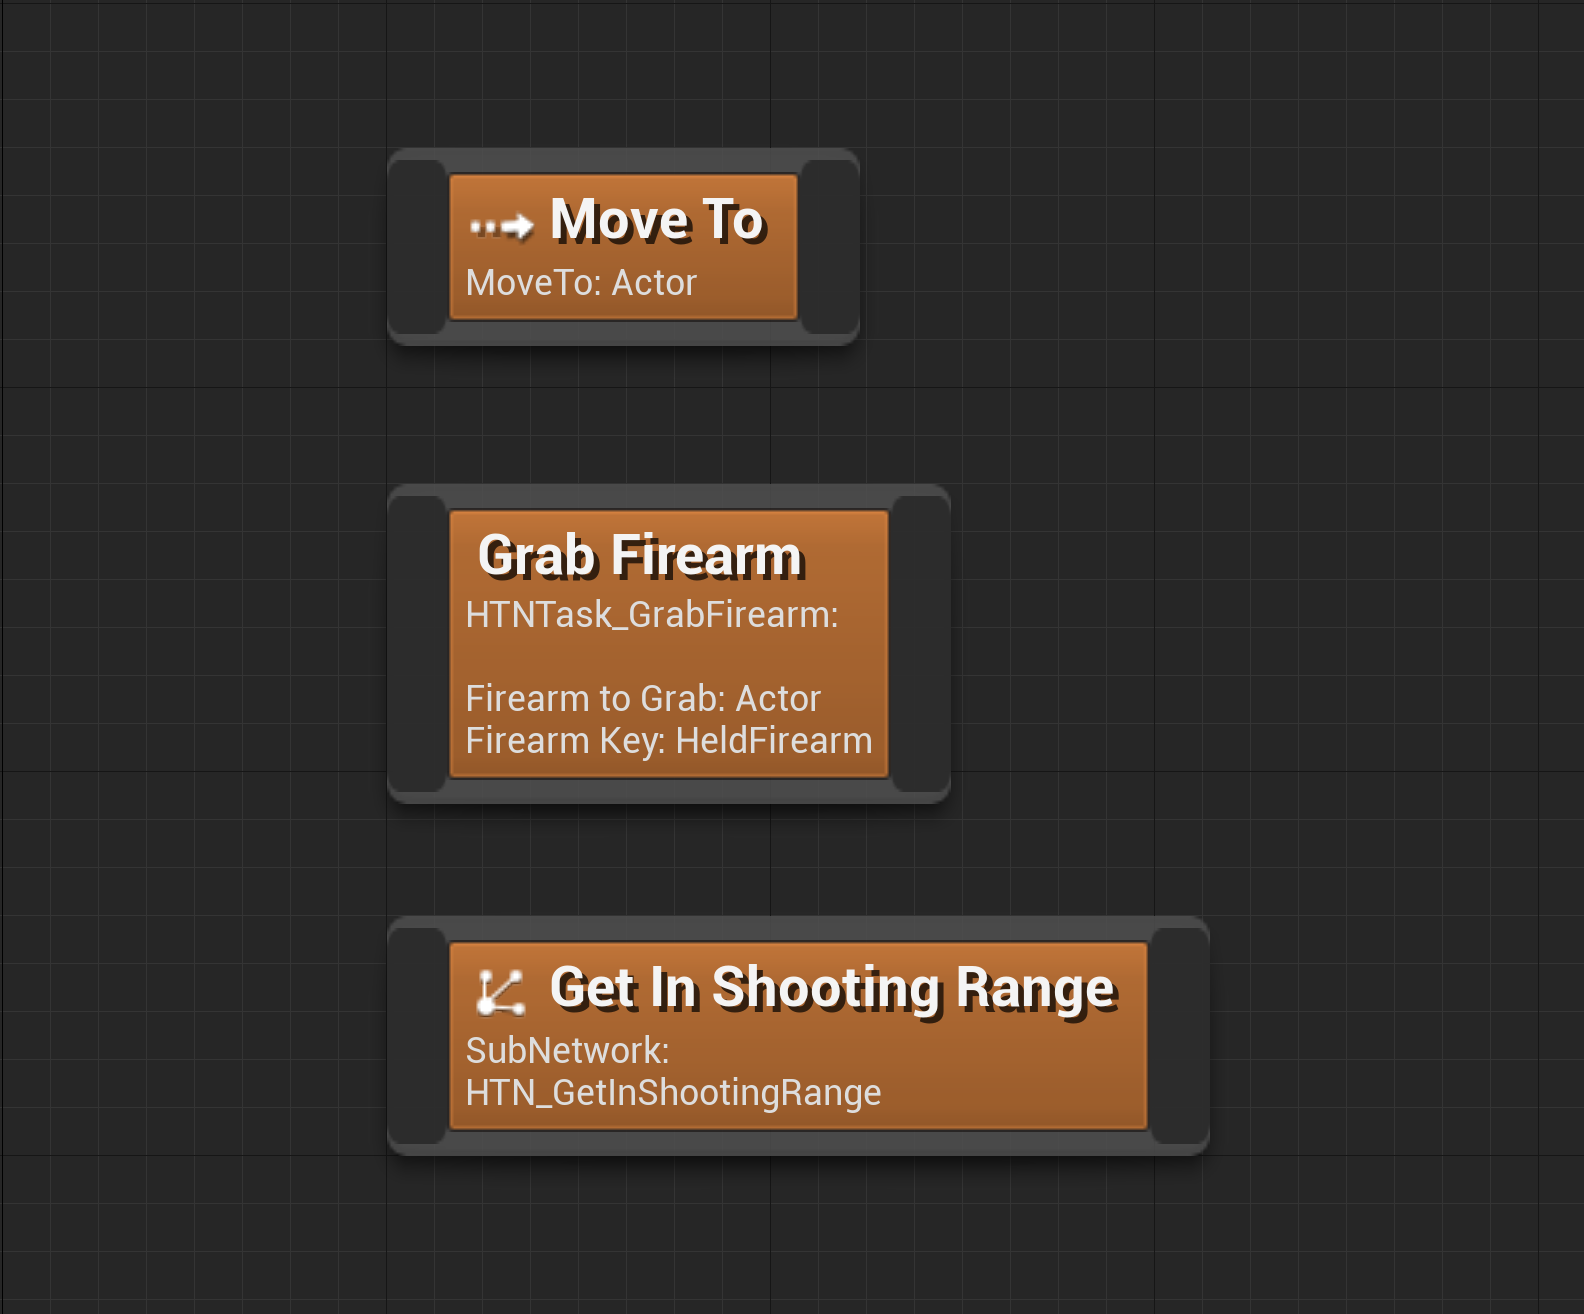 Move To
MoveTo: Actor
Grab Firearm
HTNTask_GrabFirearm:
Firearm to Grab: Actor
Firearm Key: HeldFirearm
Get In Shooting Range
SubNetwork:
HTN_GetInShootingRange